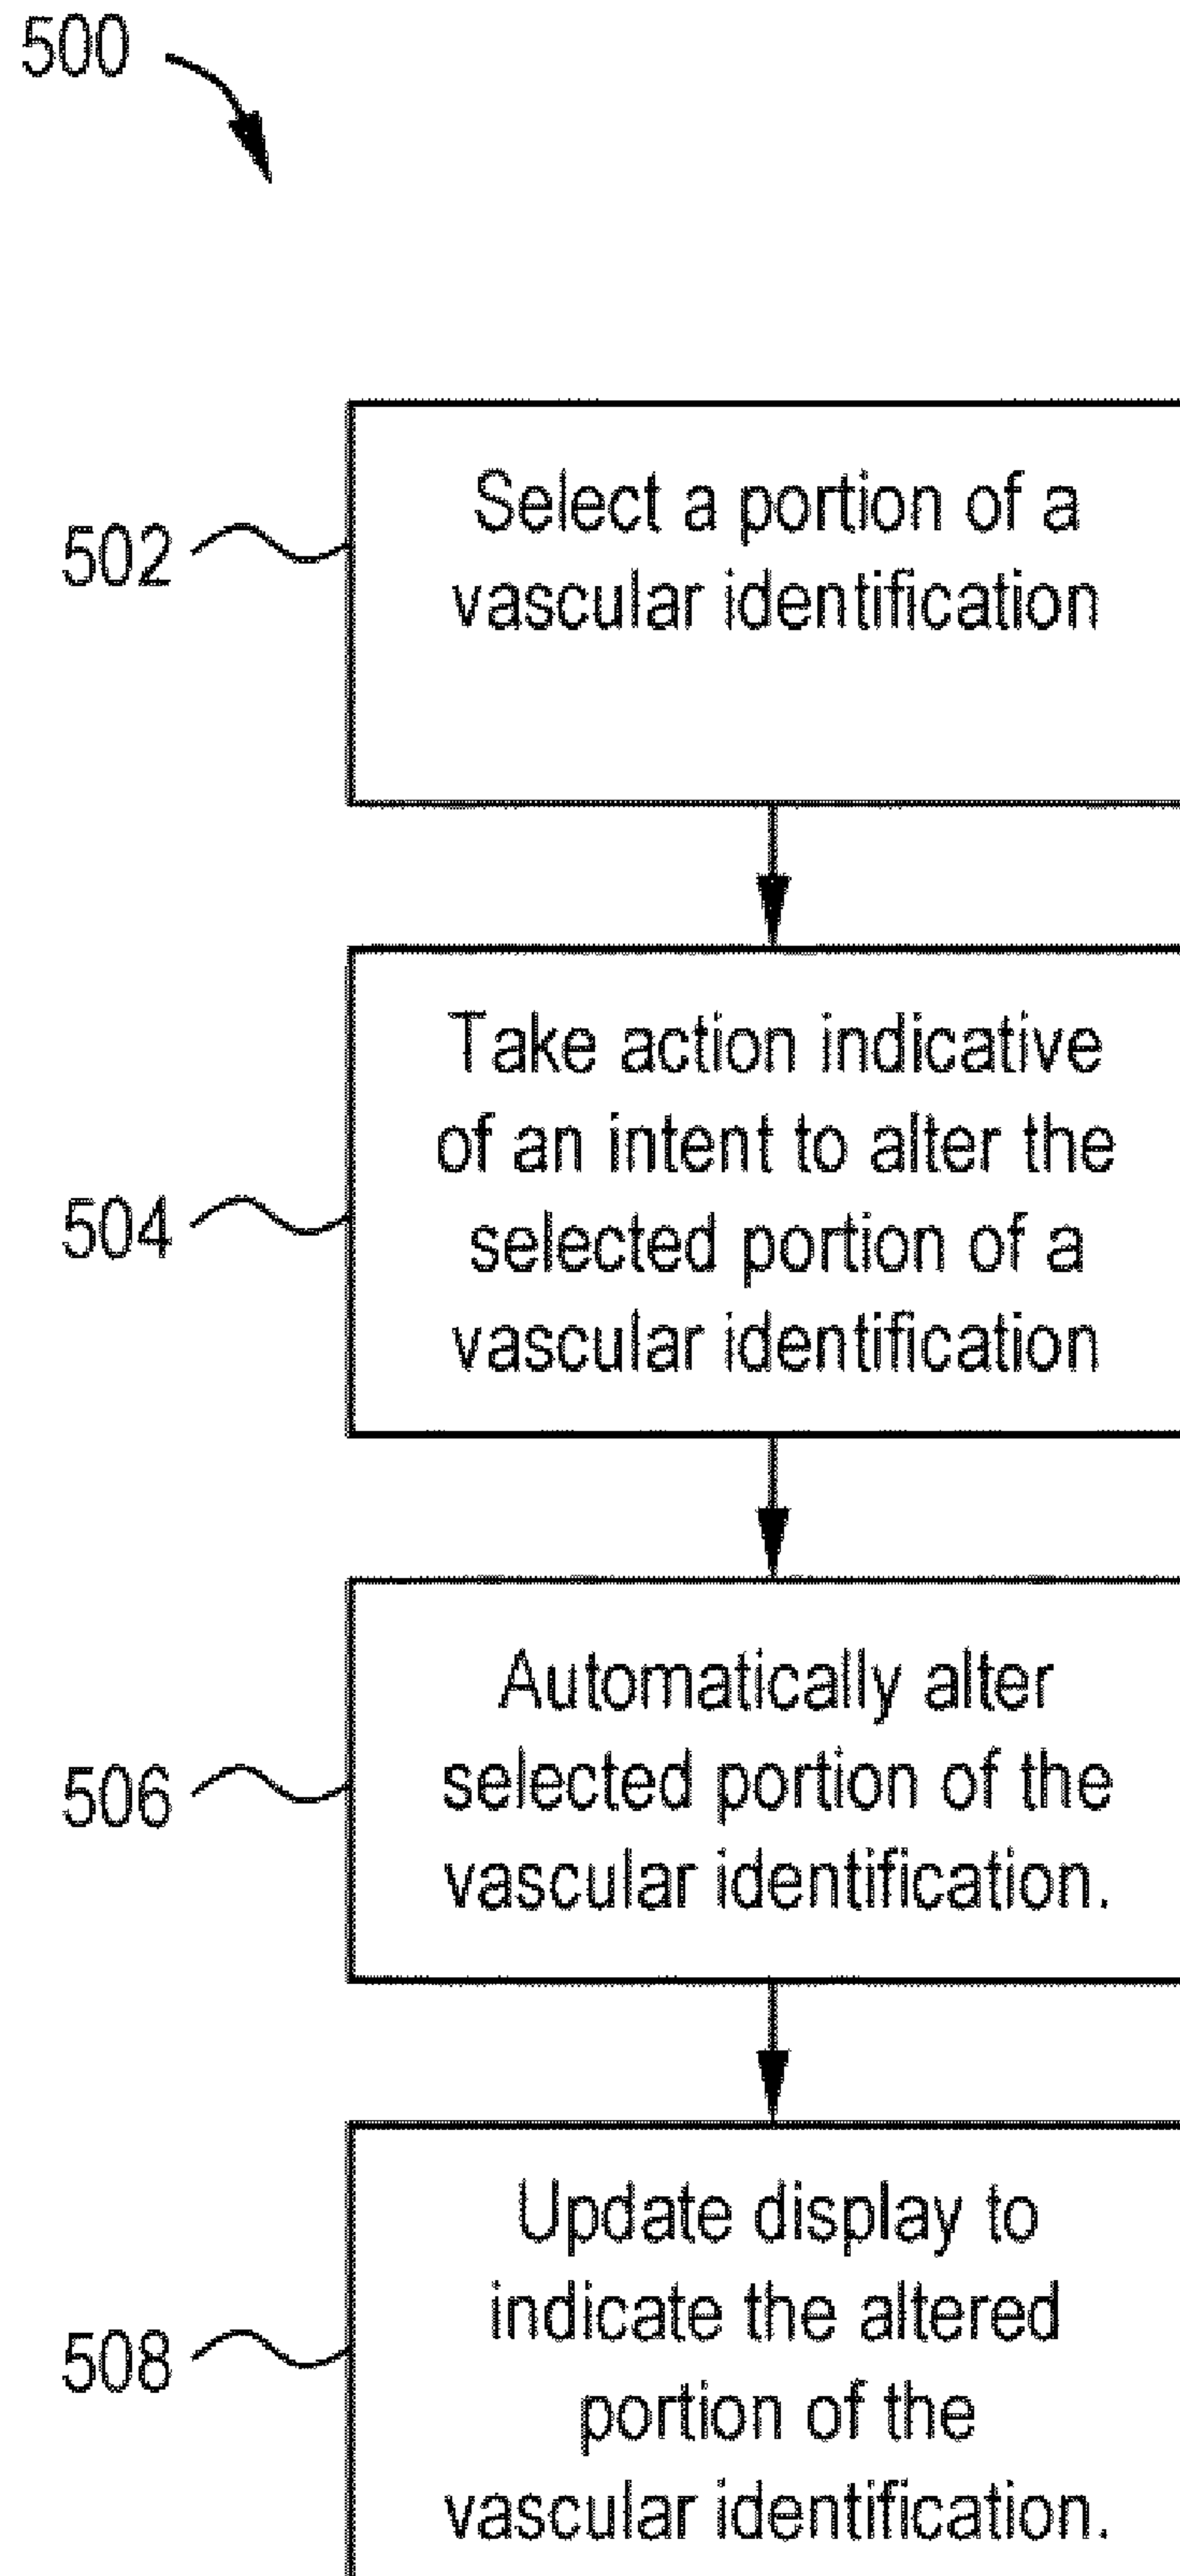 500
502
Select a portion of a
vascular identification
504
Take action indicative
of an intent to alter the
selected portion of a
vascular identification
506
Automatically alter
selected portion of the
vascular identification.
508
Update display to
indicate the altered
portion of the
vascular identification.